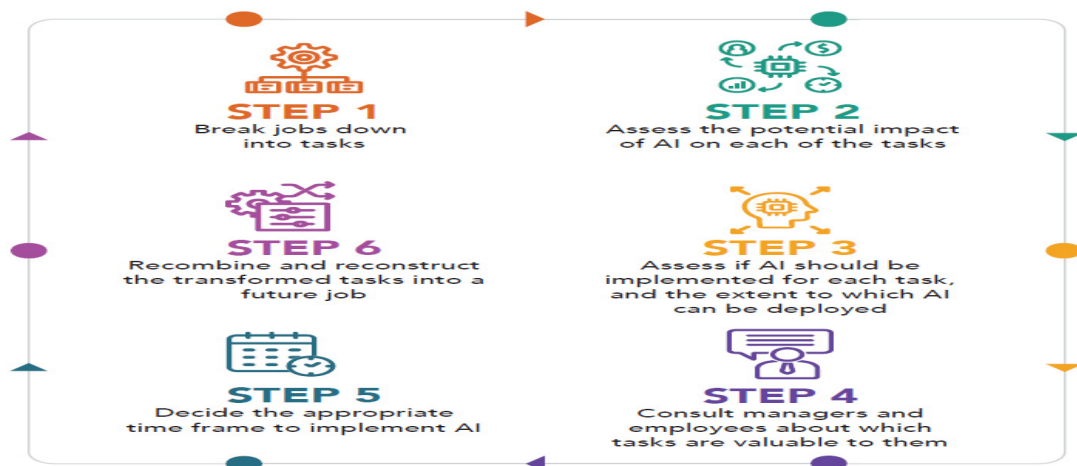 STEP 1
Break jobs down
into tasks
STEP 2
Assess the potential impact
of AI on each of the tasks
STEP 3
Assess if AI should be
implemented for each task,
and the extent to which AI
can be deployed
STEP 4
Consult managers and
employees about which
tasks are valuable to them
STEP 5
Decide the appropriate
time frame to implement AI
STEP 6
Recombine and reconstruct
the transformed tasks into a
future job